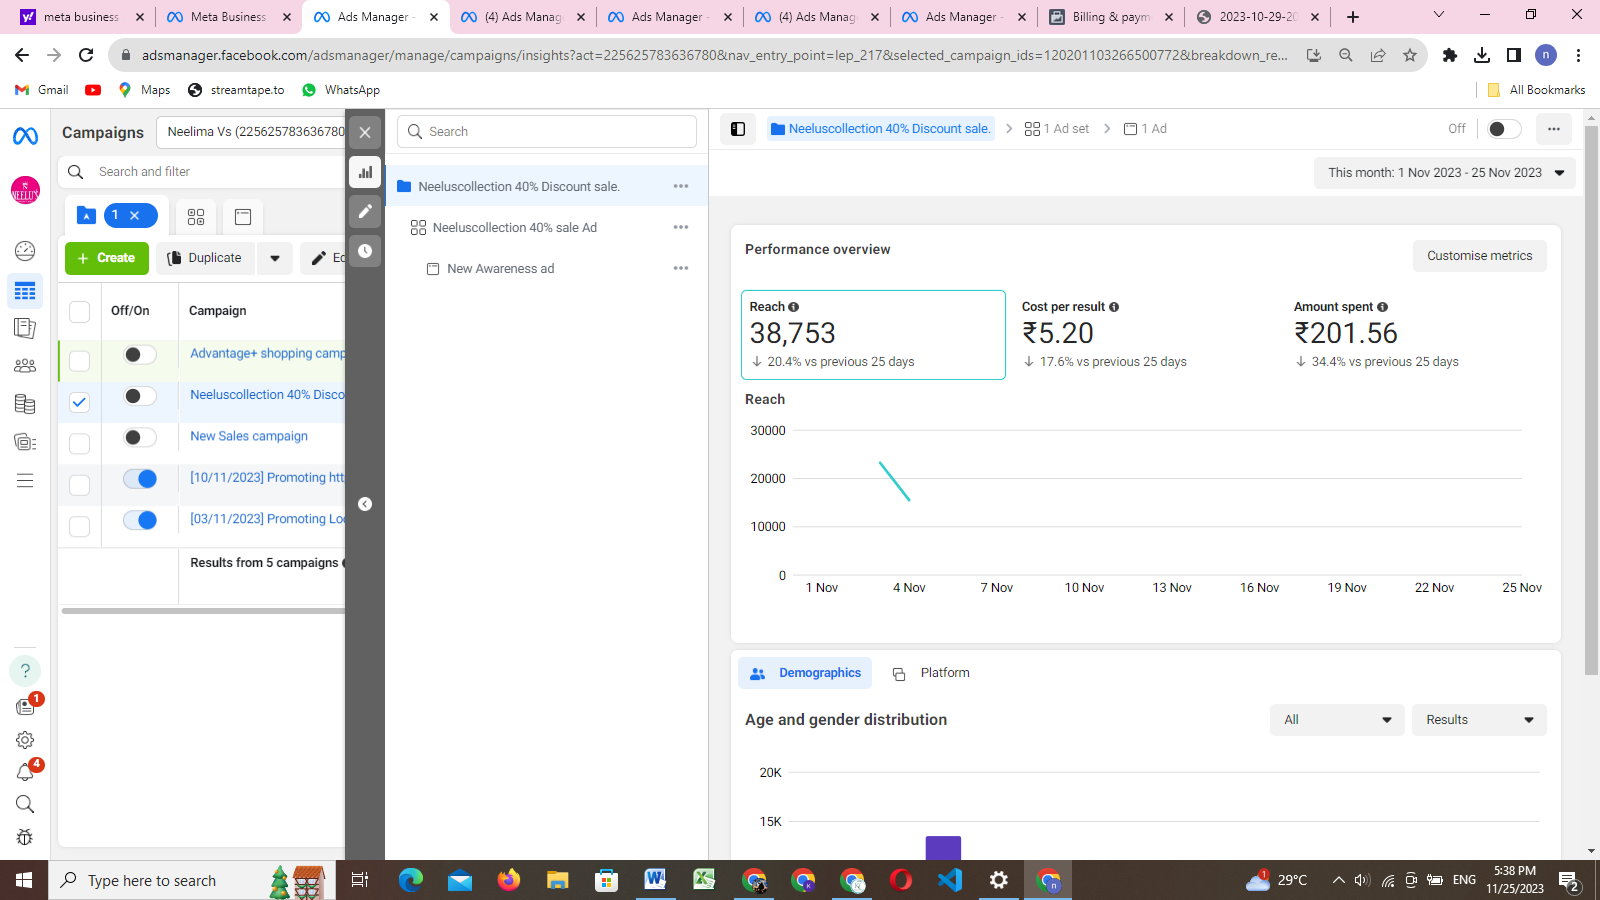 meta business
Meta Business
Ads Manager -
(4) Ads Manag
Ads Manager -
(4) Ads Manag
Ads Manager -
Billing & paym
2023-10-29-20
adsmanager.facebook.com/adsmanager/manage/campaigns/insights?act=225625783636780&nav_entry_point=lep_217&selected_campaign_ids=120201103266500772&breakdown_re...
n
Gmail
Maps
streamtape.to
WhatsApp
All Bookmarks
Campaigns
Neelima Vs (225625783636780
Search and filter
1
Create
Duplicate
Ed
Off/On
Campaign
Advantage+ shopping camp
Neeluscollection 40% Disco
New Sales campaign
[10/11/2023] Promoting htt
[03/11/2023] Promoting Loc
Results from 5 campaigns
NEELU'S
?
1
4
Search
Neeluscollection 40% Discount sale.
Neeluscollection 40% sale Ad
New Awareness ad
Neeluscollection 40% Discount sale.
1 Ad set
1 Ad
Off
This month: 1 Nov 2023 - 25 Nov 2023
Performance overview
Customise metrics
Reach
38,753
↓ 20.4% vs previous 25 days
Cost per result
₹5.20
↓ 17.6% vs previous 25 days
Amount spent
₹201.56
↓ 34.4% vs previous 25 days
Reach
30000
20000
10000
0
1 Nov
4 Nov
7 Nov
10 Nov
13 Nov
16 Nov
19 Nov
22 Nov
25 Nov
Demographics
Platform
Age and gender distribution
All
Results
20K
15K
Type here to search
1
29°C
ENG
5:38 PM
11/25/2023
2